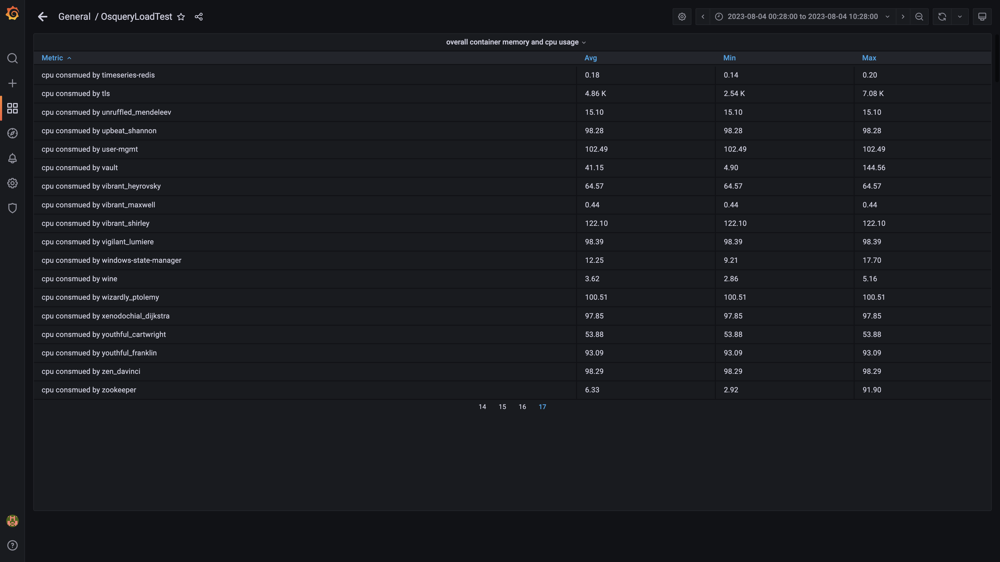 General / OsqueryLoadTest
2023-08-04 00:28:00 to 2023-08-04 10:28:00
overall container memory and cpu usage
Metric Avg Min Max
cpu consmued by timeseries-redis 0.18 0.14 0.20
cpu consmued by tls 4.86 K 2.54 K 7.08 K
cpu consmued by unruffled_mendeleev 15.10 15.10 15.10
cpu consmued by upbeat_shannon 98.28 98.28 98.28
cpu consmued by user-mgmt 102.49 102.49 102.49
cpu consmued by vault 41.15 4.90 144.56
cpu consmued by vibrant_heyrovsky 64.57 64.57 64.57
cpu consmued by vibrant_maxwell 0.44 0.44 0.44
cpu consmued by vibrant_shirley 122.10 122.10 122.10
cpu consmued by vigilant_lumiere 98.39 98.39 98.39
cpu consmued by windows-state-manager 12.25 9.21 17.70
cpu consmued by wine 3.62 2.86 5.16
cpu consmued by wizardly_ptolemy 100.51 100.51 100.51
cpu consmued by xenodochial_dijkstra 97.85 97.85 97.85
cpu consmued by youthful_cartwright 53.88 53.88 53.88
cpu consmued by youthful_franklin 93.09 93.09 93.09
cpu consmued by zen_davinci 98.29 98.29 98.29
cpu consmued by zookeeper 6.33 2.92 91.90
14 15 16 17